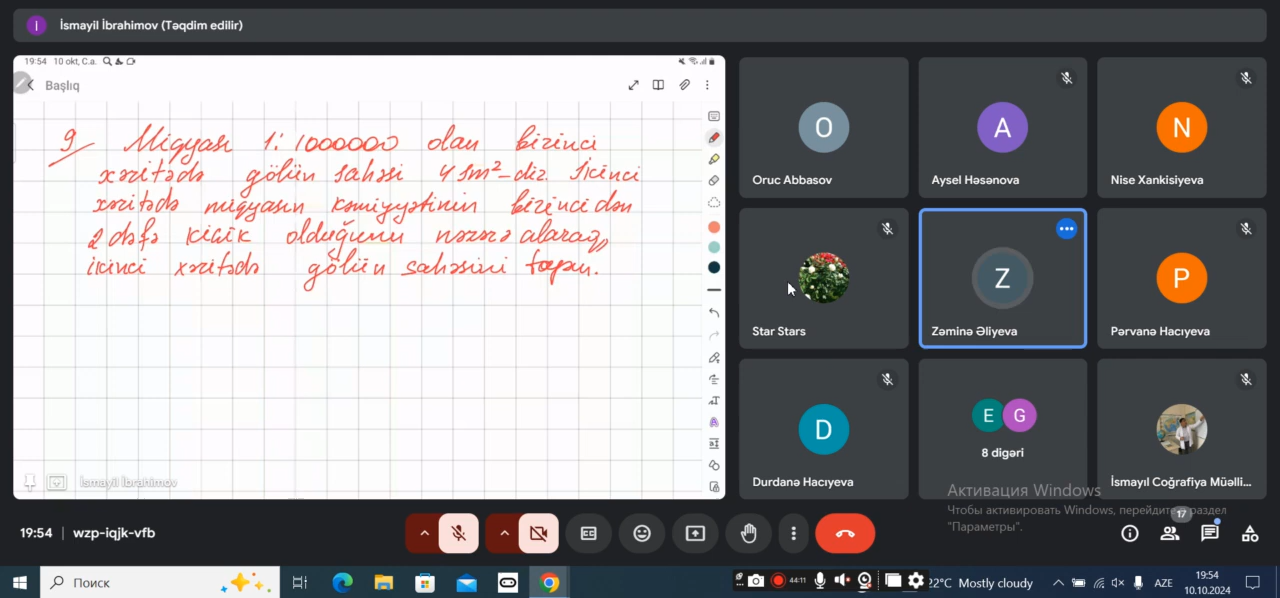 İsmayil İbrahimov (Təqdim edilir)
19:54 10 okt, C.a.
Başlıq
9 Miqyası 1:1000000 olan birinci
xəritədə gölün sahəsi 4 sm²-dir. İkinci
xəritədə miqyasın kəmiyyətinin birincidən
2 dəfə kiçik olduğunu nəzərə alaraq,
ikinci xəritədə gölün sahəsini tapın.
İsmayil İbrahimov
O
Oruc Abbasov
A
Aysel Həsənova
N
Nise Xankisiyeva
Star Stars
Z
Zəminə Əliyeva
P
Pərvanə Hacıyeva
D
Durdanə Hacıyeva
E G
8 digəri
İsmayıl Coğrafiya Müəlli...
Активация Windows
Чтобы активировать Windows, перейдите в раздел
"Параметры".
19:54 | wzp-iqjk-vfb
17
Поиск
44:11
22°C Mostly cloudy
AZE
19:54
10.10.2024